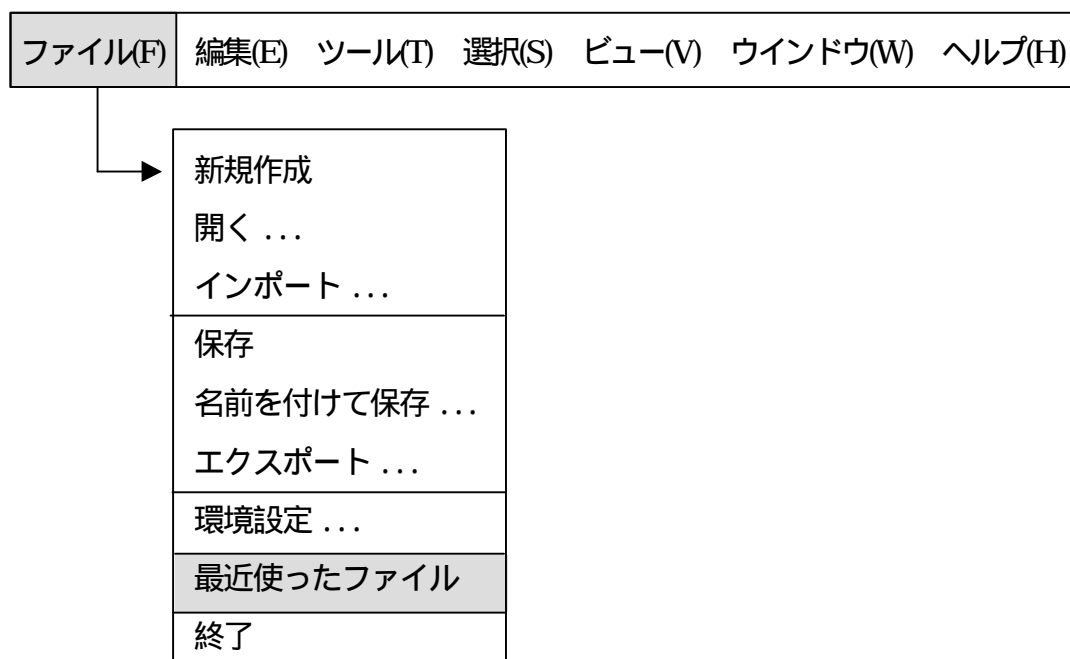 ファイル(F) 編集(E) ツール(T) 選択(S) ビュー(V) ウインドウ(W) ヘルプ(H)
新規作成
開く ...
インポート ...
保存
名前を付けて保存 ...
エクスポート ...
環境設定 ...
最近使ったファイル
終了